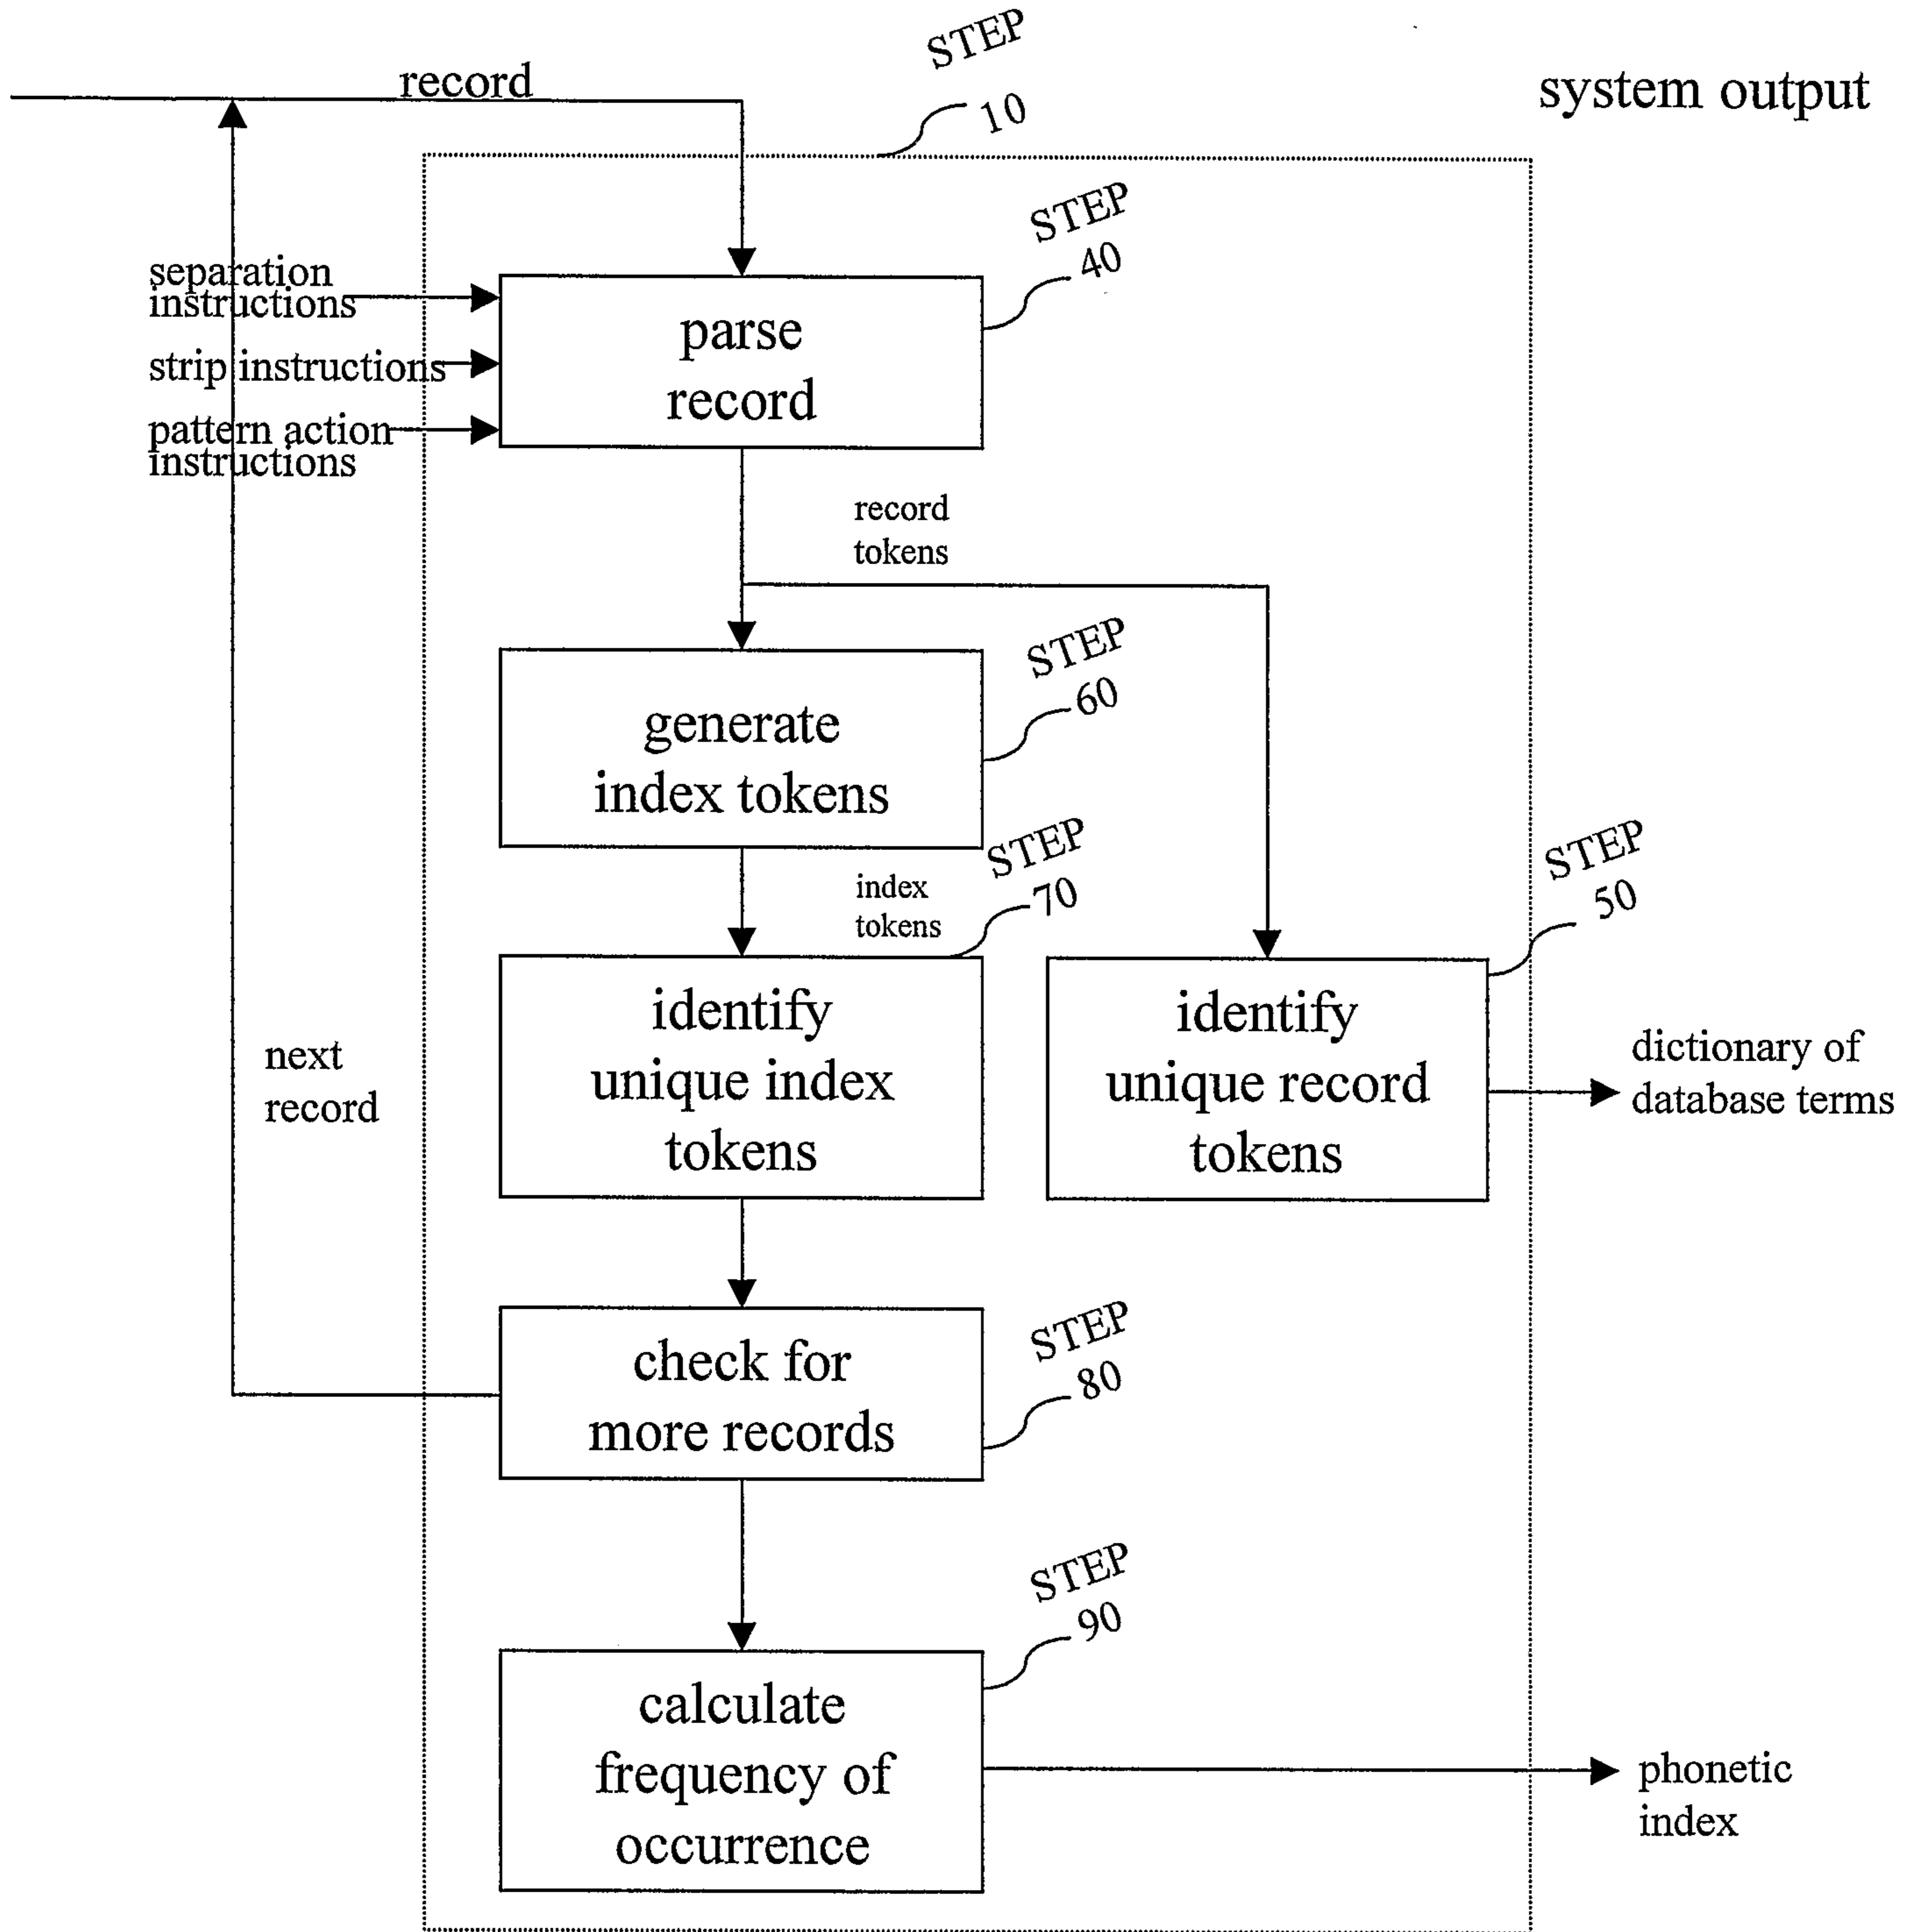 STEP
10
record
system output
STEP
40
separation
instructions
strip instructions
pattern action
instructions
parse
record
record
tokens
STEP
60
generate
index tokens
index
tokens
STEP
70
STEP
50
identify
unique index
tokens
identify
unique record
tokens
dictionary of
database terms
next
record
STEP
80
check for
more records
STEP
90
calculate
frequency of
occurrence
phonetic
index